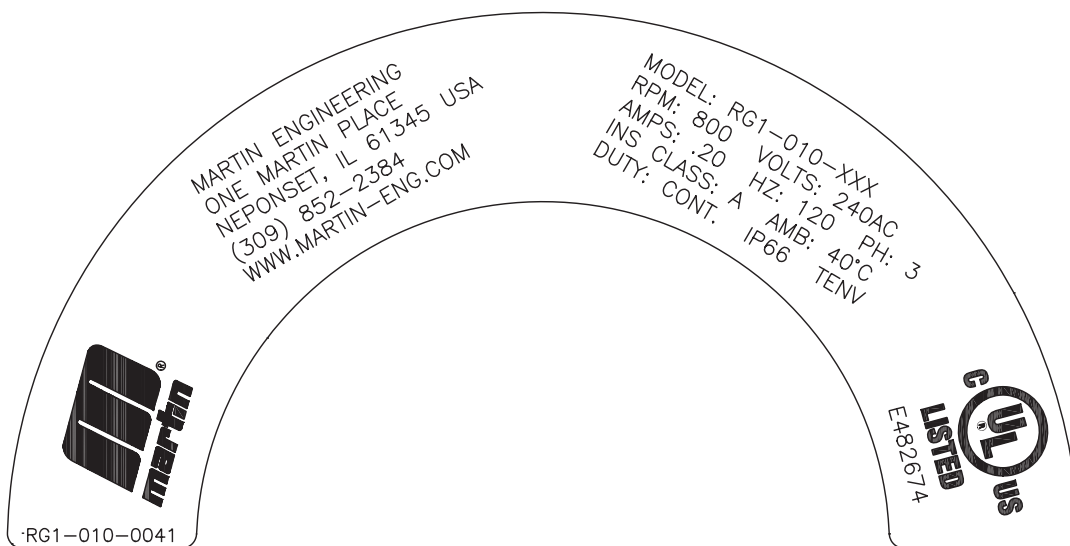 MARTIN ENGINEERING
ONE MARTIN PLACE
NEPONSET, IL 61345 USA
(309) 852-2384
WWW.MARTIN-ENG.COM
MODEL: RG1-010-XXX
RPM: 800 VOLTS: 240AC
AMPS: .20 HZ: 120 PH: 3
INS CLASS: A AMB: 40°C
DUTY: CONT. IP66 TENV
martin®
RG1-010-0041
C UL® US
LISTED
E482674